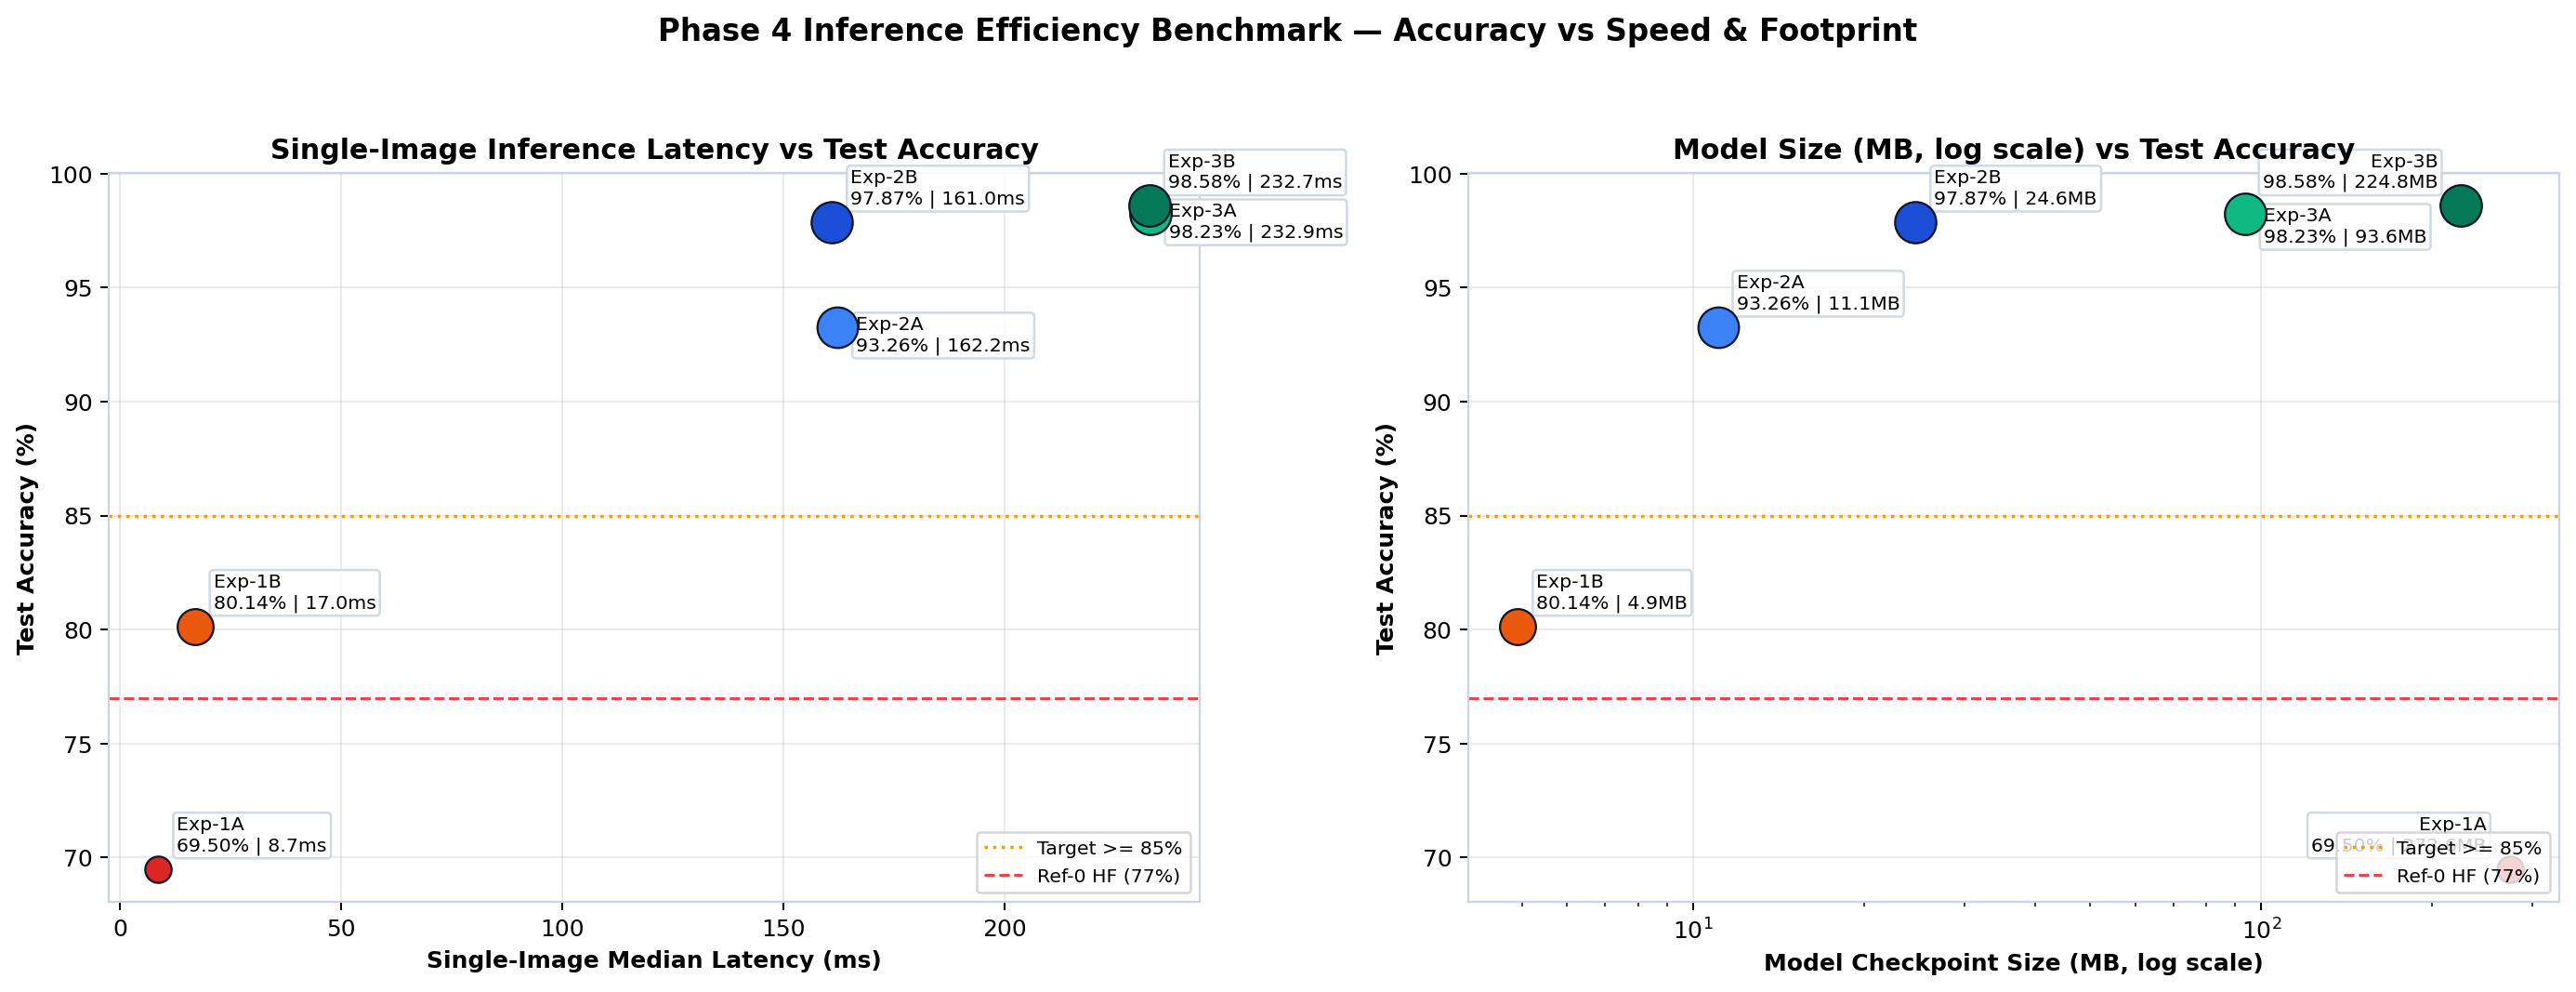 Phase 4 Inference Efficiency Benchmark — Accuracy vs Speed & Footprint
Single-Image Inference Latency vs Test Accuracy
Test Accuracy (%)
100
95
90
85
80
75
70
Exp-3B
98.58% | 232.7ms
Exp-2B
97.87% | 161.0ms
Exp-3A
98.23% | 232.9ms
Exp-2A
93.26% | 162.2ms
Exp-1B
80.14% | 17.0ms
Exp-1A
69.50% | 8.7ms
Target >= 85%
Ref-0 HF (77%)
0 50 100 150 200
Single-Image Median Latency (ms)
Model Size (MB, log scale) vs Test Accuracy
Test Accuracy (%)
100
95
90
85
80
75
70
Exp-3B
98.58% | 224.8MB
Exp-2B
97.87% | 24.6MB
Exp-3A
98.23% | 93.6MB
Exp-2A
93.26% | 11.1MB
Exp-1B
80.14% | 4.9MB
Exp-1A
69.50% |
Target >= 85%
Ref-0 HF (77%)
10¹ 10²
Model Checkpoint Size (MB, log scale)